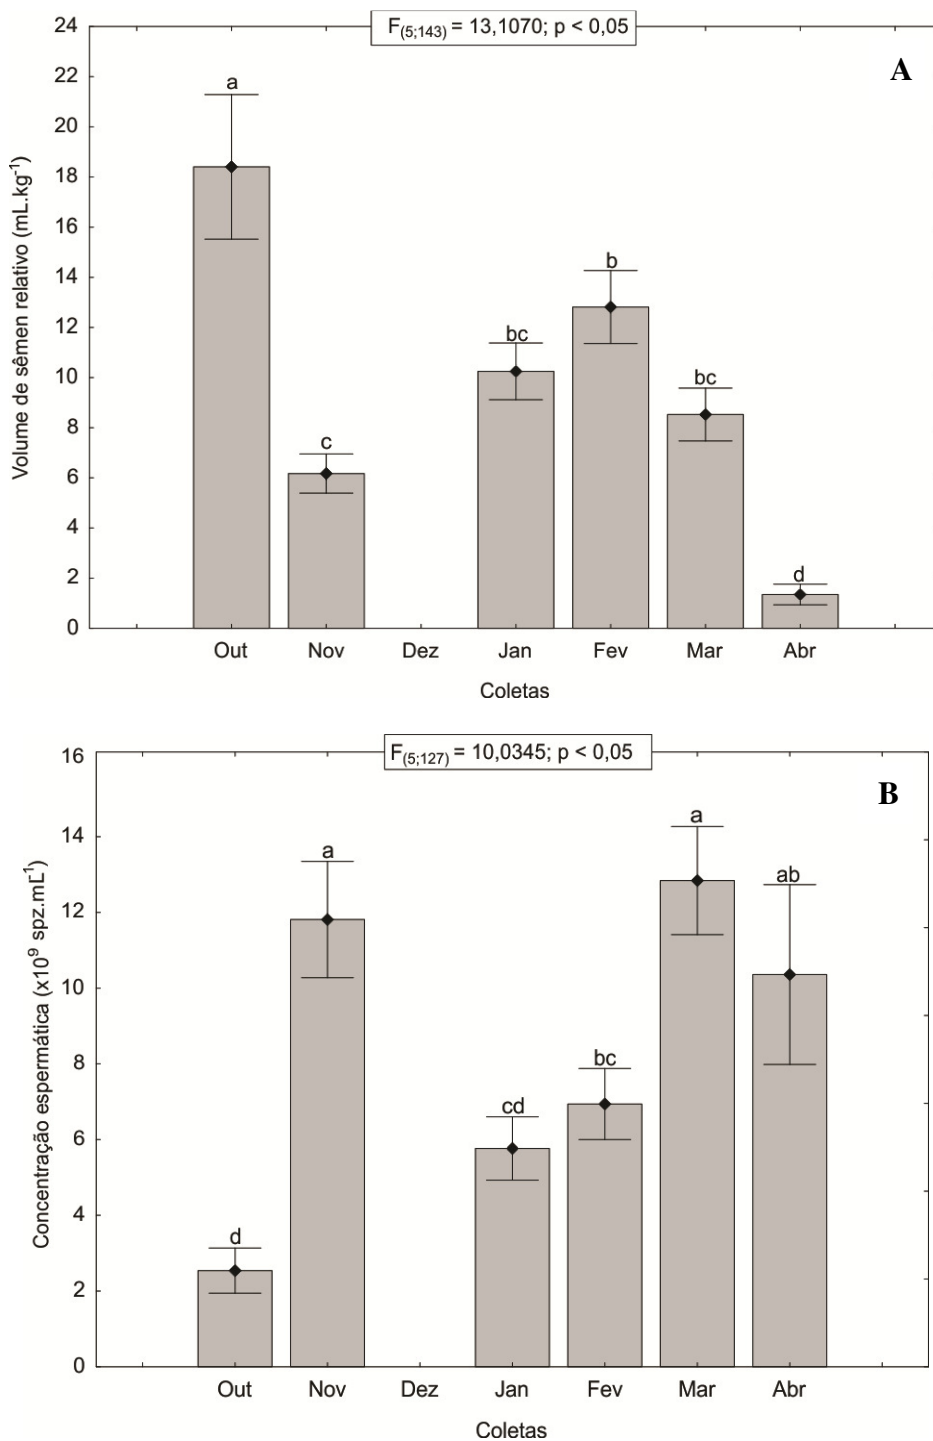 F(5;143) = 13,1070; p < 0,05
A
Volume de sêmen relativo (mL.kg-1)
24
22
20
18
16
14
12
10
8
6
4
2
0
a
c
bc
b
bc
d
Out Nov Dez Jan Fev Mar Abr
Coletas
F(5;127) = 10,0345; p < 0,05
B
Concentração espermática (x109 spz.mL-1)
16
14
12
10
8
6
4
2
0
d
a
cd
bc
a
ab
Out Nov Dez Jan Fev Mar Abr
Coletas